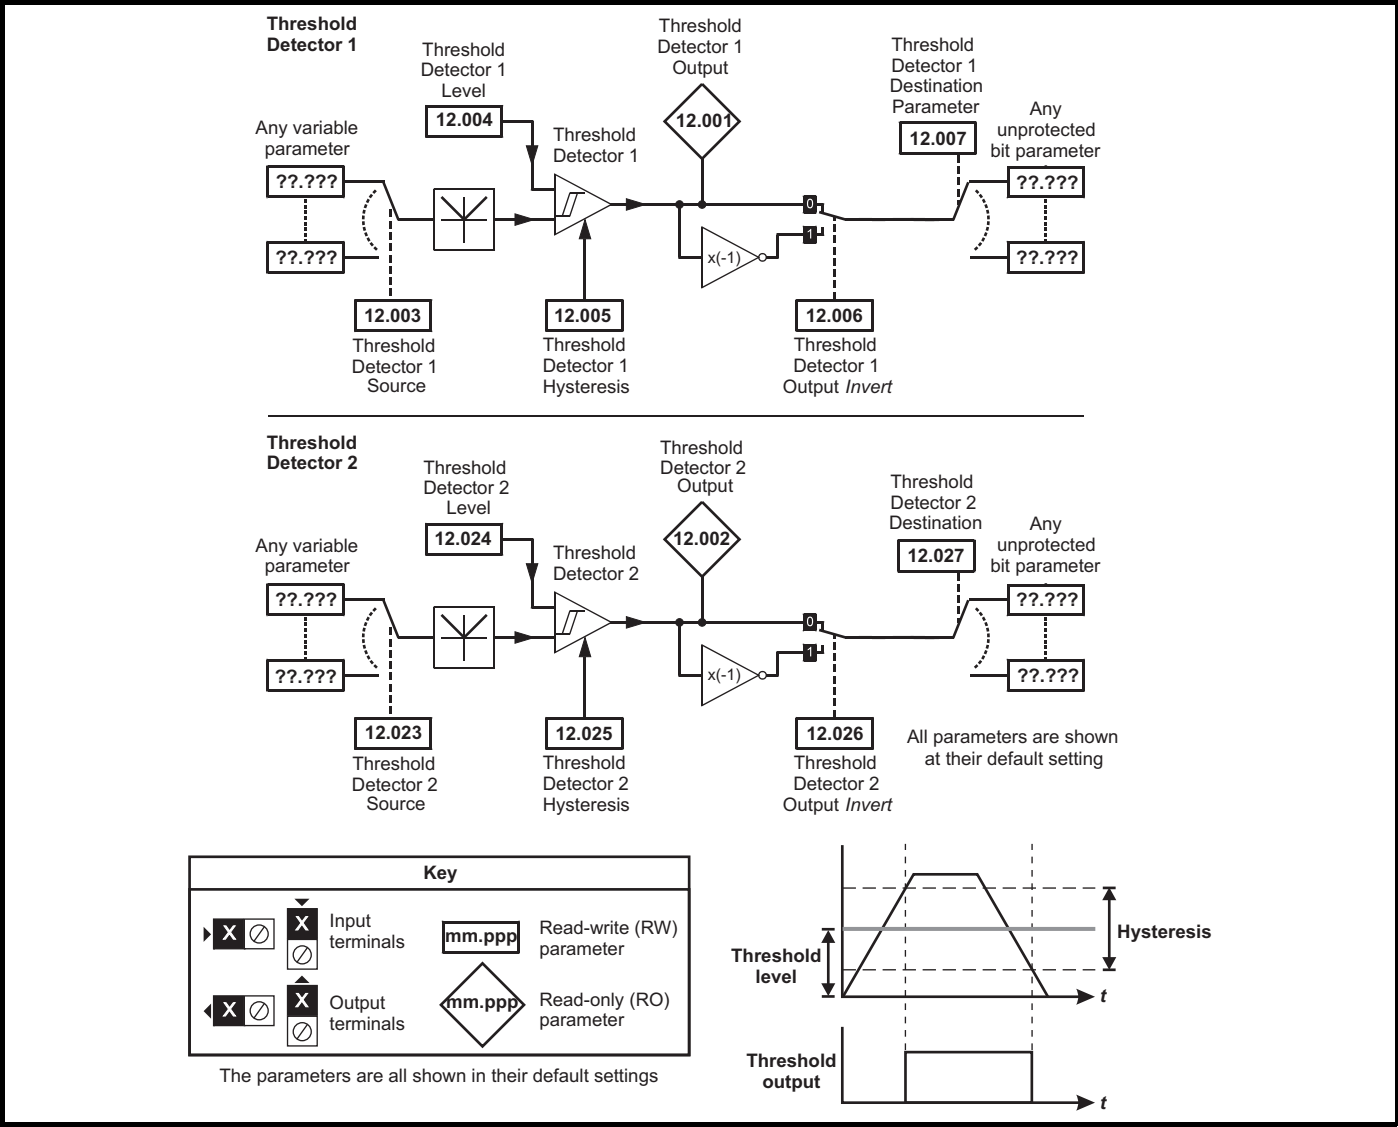 Threshold
Detector 1
Threshold
Detector 1
Level
12.004
Threshold
Detector 1
Output
12.001
Threshold
Detector 1
Destination
Parameter
12.007
Any variable
parameter
??.???
??.???
Threshold
Detector 1
Any
unprotected
bit parameter
??.???
??.???
0
1
x(-1)
12.003
Threshold
Detector 1
Source
12.005
Threshold
Detector 1
Hysteresis
12.006
Threshold
Detector 1
Output Invert
Threshold
Detector 2
Threshold
Detector 2
Level
12.024
Threshold
Detector 2
Output
12.002
Threshold
Detector 2
Destination
12.027
Any variable
parameter
??.???
??.???
Threshold
Detector 2
Any
unprotected
bit parameter
??.???
??.???
0
1
x(-1)
12.023
Threshold
Detector 2
Source
12.025
Threshold
Detector 2
Hysteresis
12.026
Threshold
Detector 2
Output Invert
All parameters are shown
at their default setting
Key
X
X
Input
terminals
mm.ppp
Read-write (RW)
parameter
X
X
Output
terminals
mm.ppp
Read-only (RO)
parameter
The parameters are all shown in their default settings
Threshold
level
Hysteresis
t
Threshold
output
t